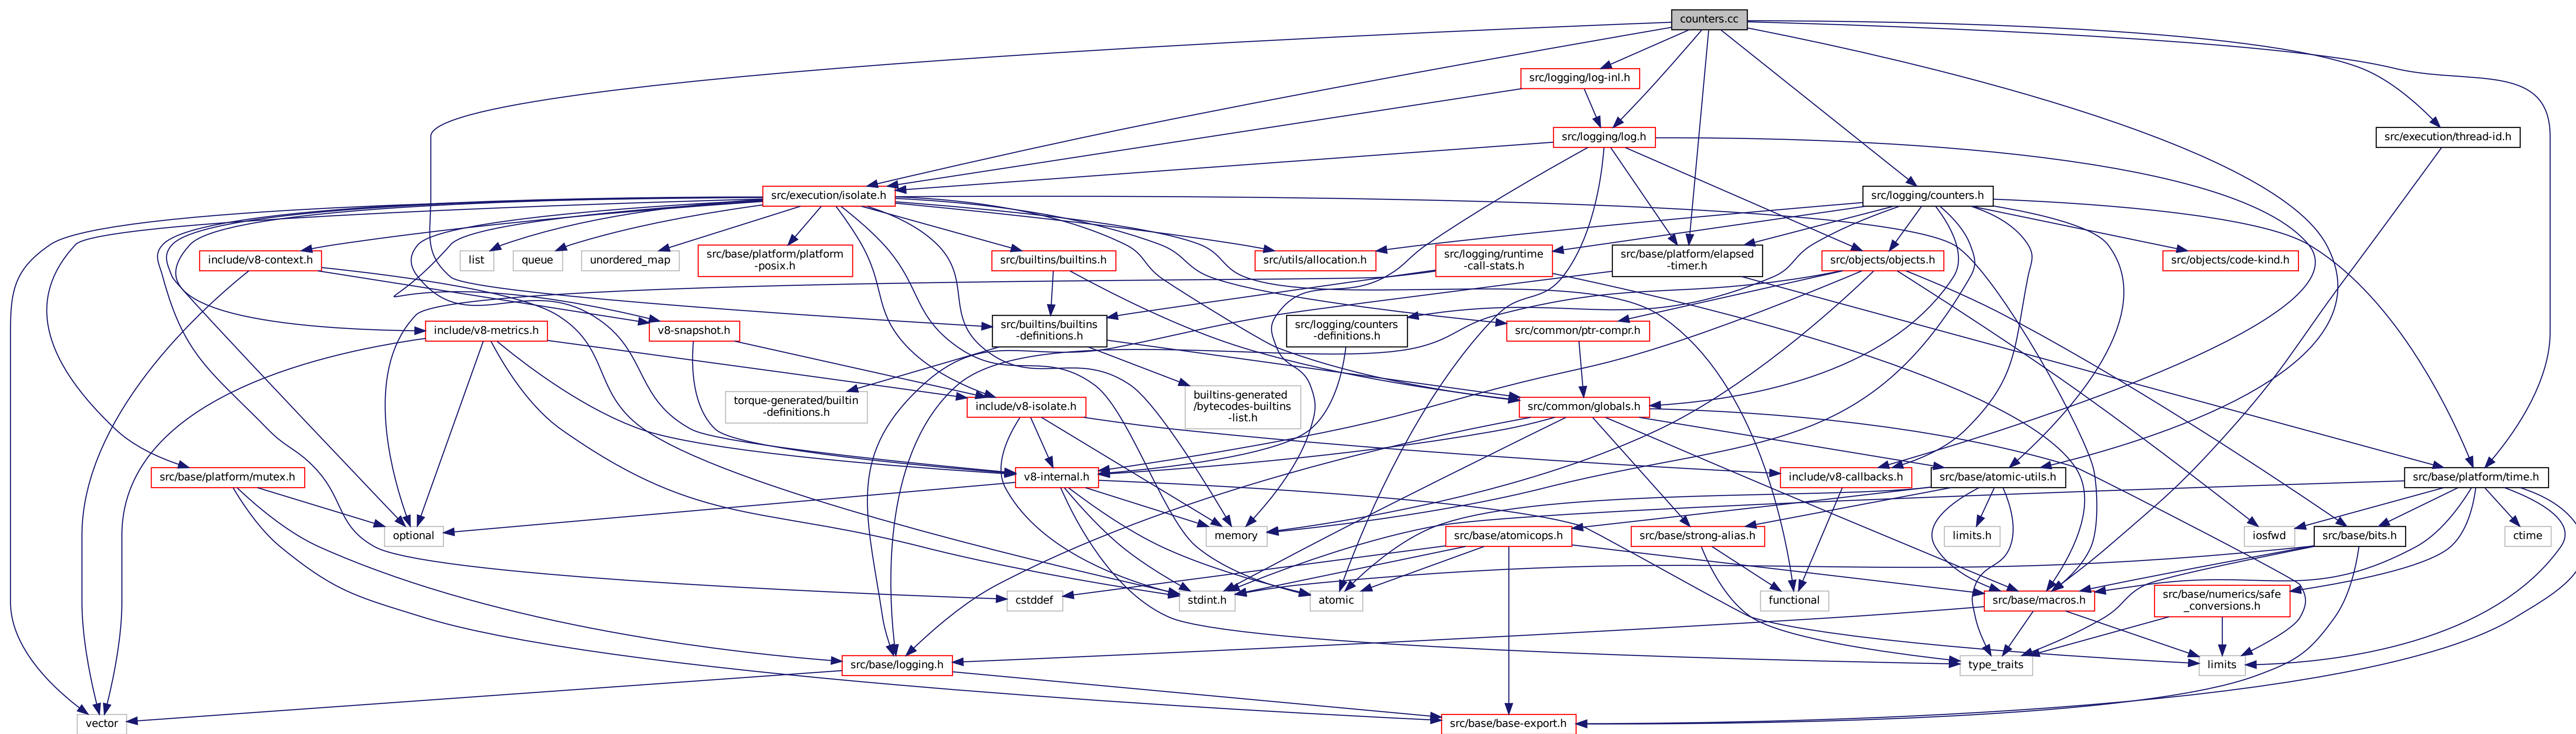 counters.cc
src/logging/log-inl.h
src/logging/log.h
src/execution/thread-id.h
src/execution/isolate.h
src/logging/counters.h
include/v8-context.h
list
queue
unordered_map
src/base/platform/platform
-posix.h
src/builtins/builtins.h
src/utils/allocation.h
src/logging/runtime
-call-stats.h
src/base/platform/elapsed
-timer.h
src/objects/objects.h
src/objects/code-kind.h
include/v8-metrics.h
v8-snapshot.h
src/builtins/builtins
-definitions.h
src/logging/counters
-definitions.h
src/common/ptr-compr.h
torque-generated/builtin
-definitions.h
include/v8-isolate.h
builtins-generated
/bytecodes-builtins
-list.h
src/common/globals.h
src/base/platform/mutex.h
v8-internal.h
include/v8-callbacks.h
src/base/atomic-utils.h
src/base/platform/time.h
optional
memory
src/base/atomicops.h
src/base/strong-alias.h
limits.h
iosfwd
src/base/bits.h
ctime
cstddef
stdint.h
atomic
functional
src/base/macros.h
src/base/numerics/safe
_conversions.h
src/base/logging.h
type_traits
limits
vector
src/base/base-export.h